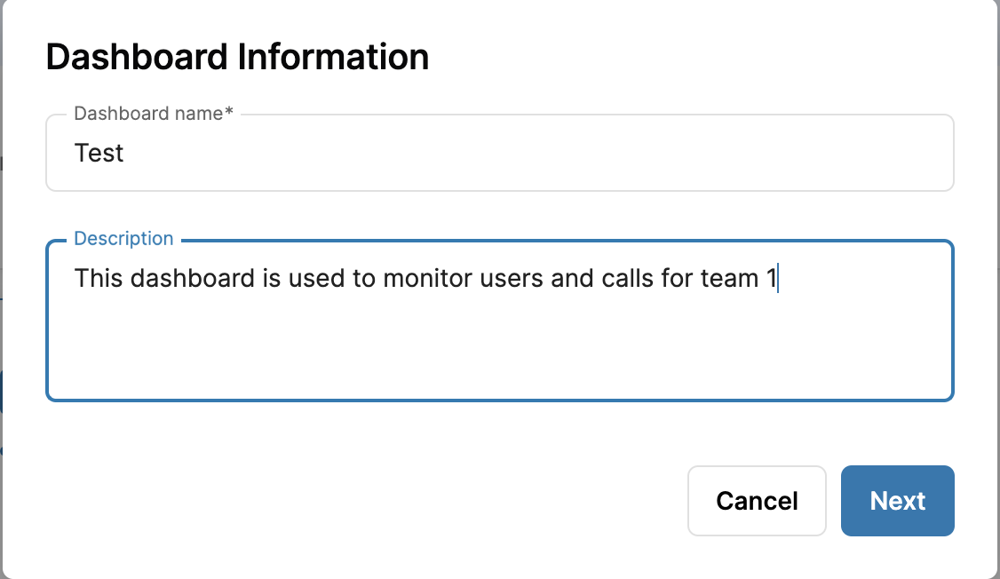 Dashboard Information
Dashboard name*
Test
Description
This dashboard is used to monitor users and calls for team 1
Cancel
Next